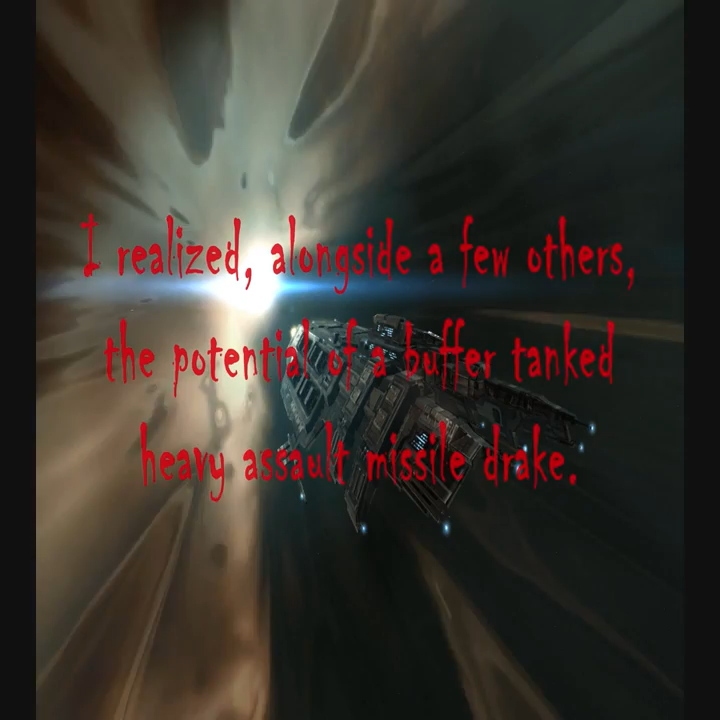 I realized, alongside a few others,
the potential of a buffer tanked
heavy assault missile drake.